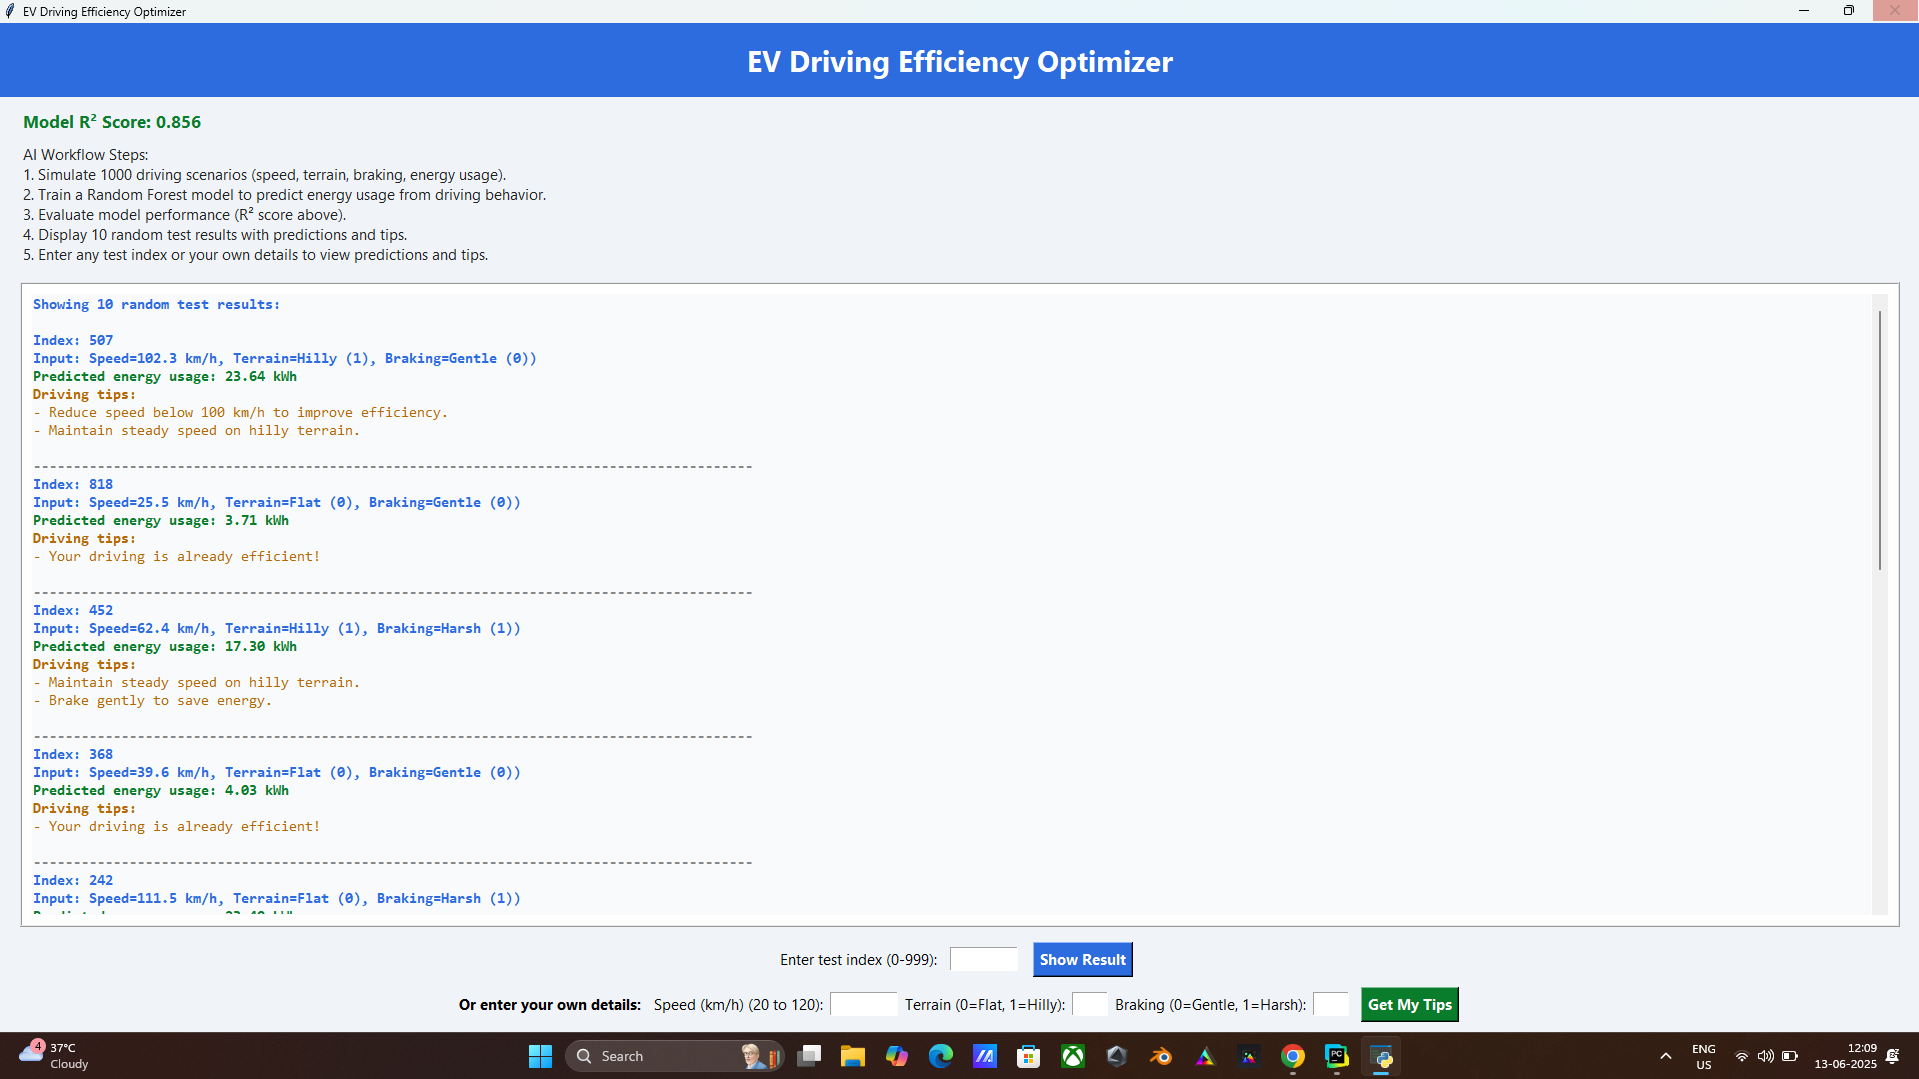 EV Driving Efficiency Optimizer
EV Driving Efficiency Optimizer
Model R² Score: 0.856
AI Workflow Steps:
1. Simulate 1000 driving scenarios (speed, terrain, braking, energy usage).
2. Train a Random Forest model to predict energy usage from driving behavior.
3. Evaluate model performance (R² score above).
4. Display 10 random test results with predictions and tips.
5. Enter any test index or your own details to view predictions and tips.
Showing 10 random test results:
Index: 507
Input: Speed=102.3 km/h, Terrain=Hilly (1), Braking=Gentle (0))
Predicted energy usage: 23.64 kWh
Driving tips:
- Reduce speed below 100 km/h to improve efficiency.
- Maintain steady speed on hilly terrain.
------------------------------------------------------------------------------------------
Index: 818
Input: Speed=25.5 km/h, Terrain=Flat (0), Braking=Gentle (0))
Predicted energy usage: 3.71 kWh
Driving tips:
- Your driving is already efficient!
------------------------------------------------------------------------------------------
Index: 452
Input: Speed=62.4 km/h, Terrain=Hilly (1), Braking=Harsh (1))
Predicted energy usage: 17.30 kWh
Driving tips:
- Maintain steady speed on hilly terrain.
- Brake gently to save energy.
------------------------------------------------------------------------------------------
Index: 368
Input: Speed=39.6 km/h, Terrain=Flat (0), Braking=Gentle (0))
Predicted energy usage: 4.03 kWh
Driving tips:
- Your driving is already efficient!
------------------------------------------------------------------------------------------
Index: 242
Input: Speed=111.5 km/h, Terrain=Flat (0), Braking=Harsh (1))
Enter test index (0-999): Show Result
Or enter your own details: Speed (km/h) (20 to 120): Terrain (0=Flat, 1=Hilly): Braking (0=Gentle, 1=Harsh): Get My Tips
4 37°C
Cloudy
Search
PC
ENG
US
12:09
13-06-2025